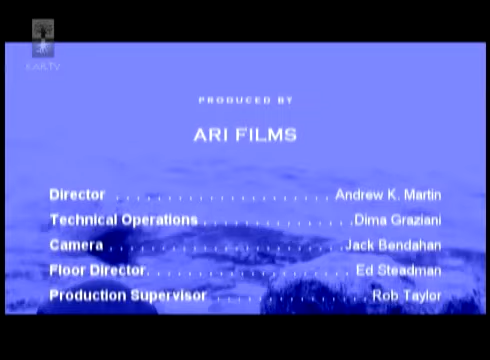 KAR.TV
PRODUCED BY
ARI FILMS
Director ........................ Andrew K. Martin
Technical Operations .............. Dima Graziani
Camera ........................ Jack Bendahan
Floor Director. .................... Ed Steadman
Production Supervisor ................ Rob Taylor